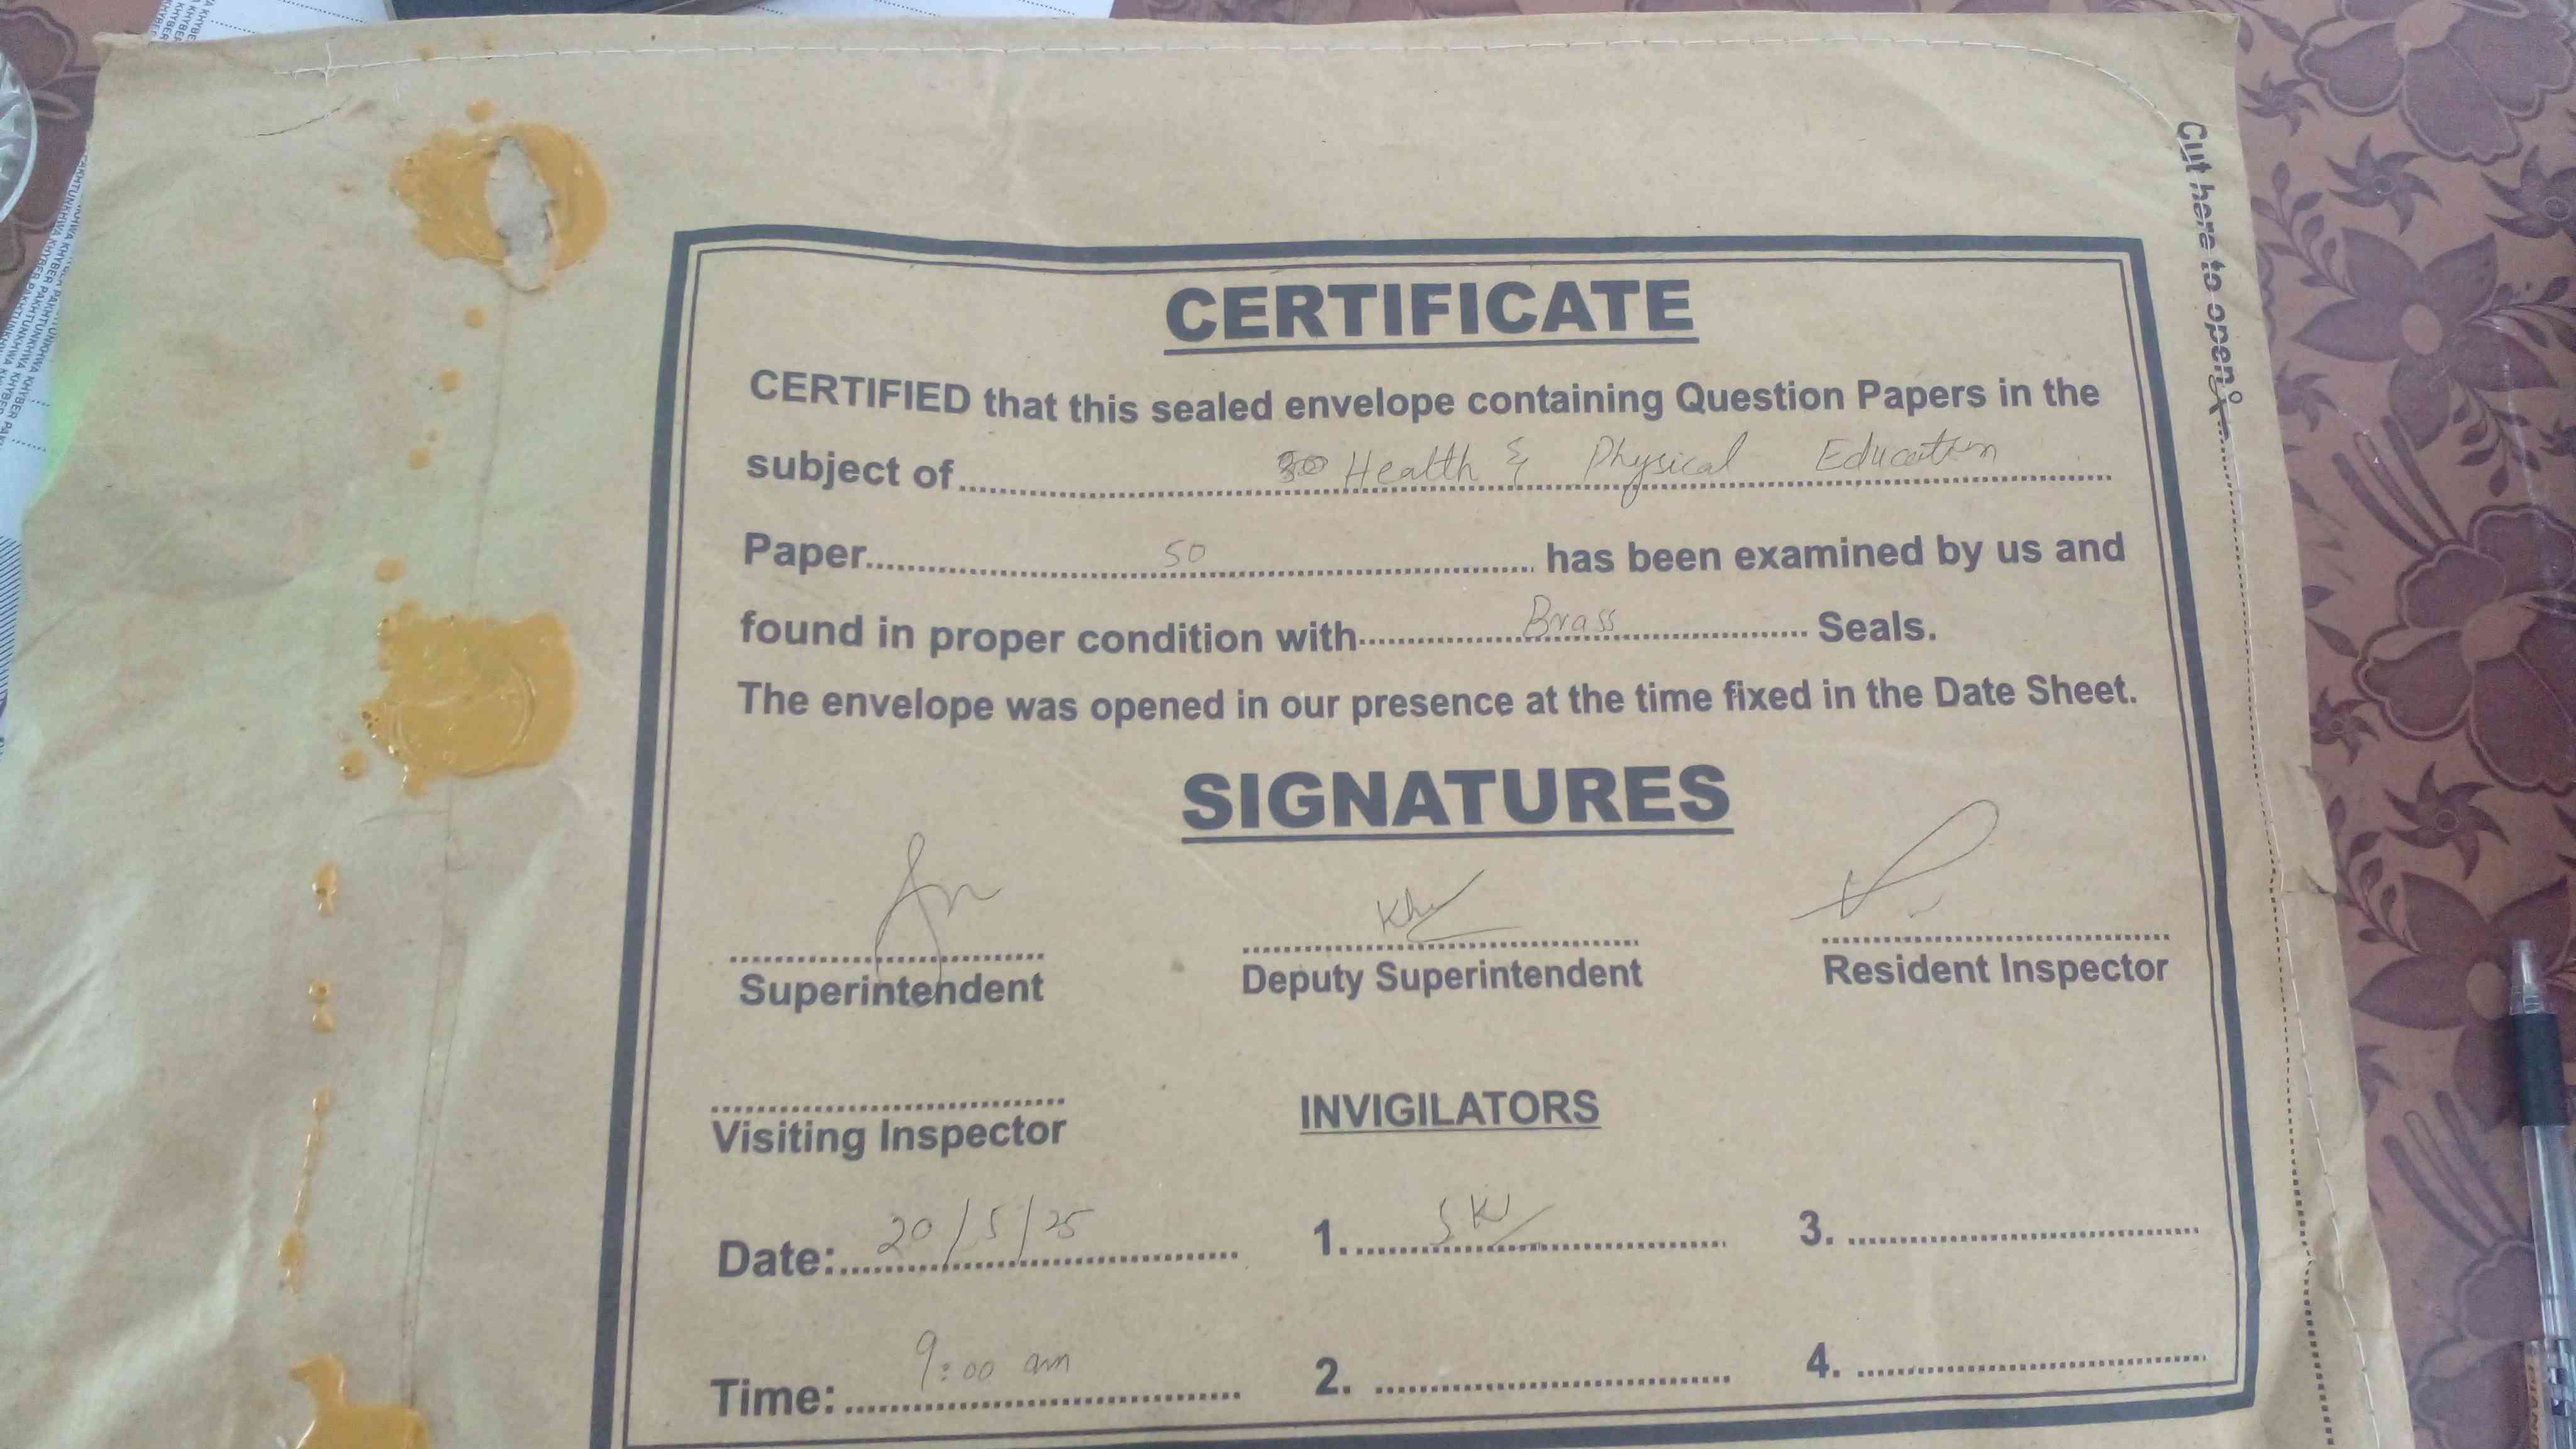 Cut here to open
CERTIFICATE
CERTIFIED that this sealed envelope containing Question Papers in the
subject of Health & Physical Education
Paper 50 has been examined by us and
found in proper condition with Brass Seals.
The envelope was opened in our presence at the time fixed in the Date Sheet.
SIGNATURES
Superintendent Deputy Superintendent Resident Inspector
Visiting Inspector INVIGILATORS
Date: 20/5/25 1. 3.
Time: 9:00 am 2. 4.
KHYBER PAKHTUNKHWA